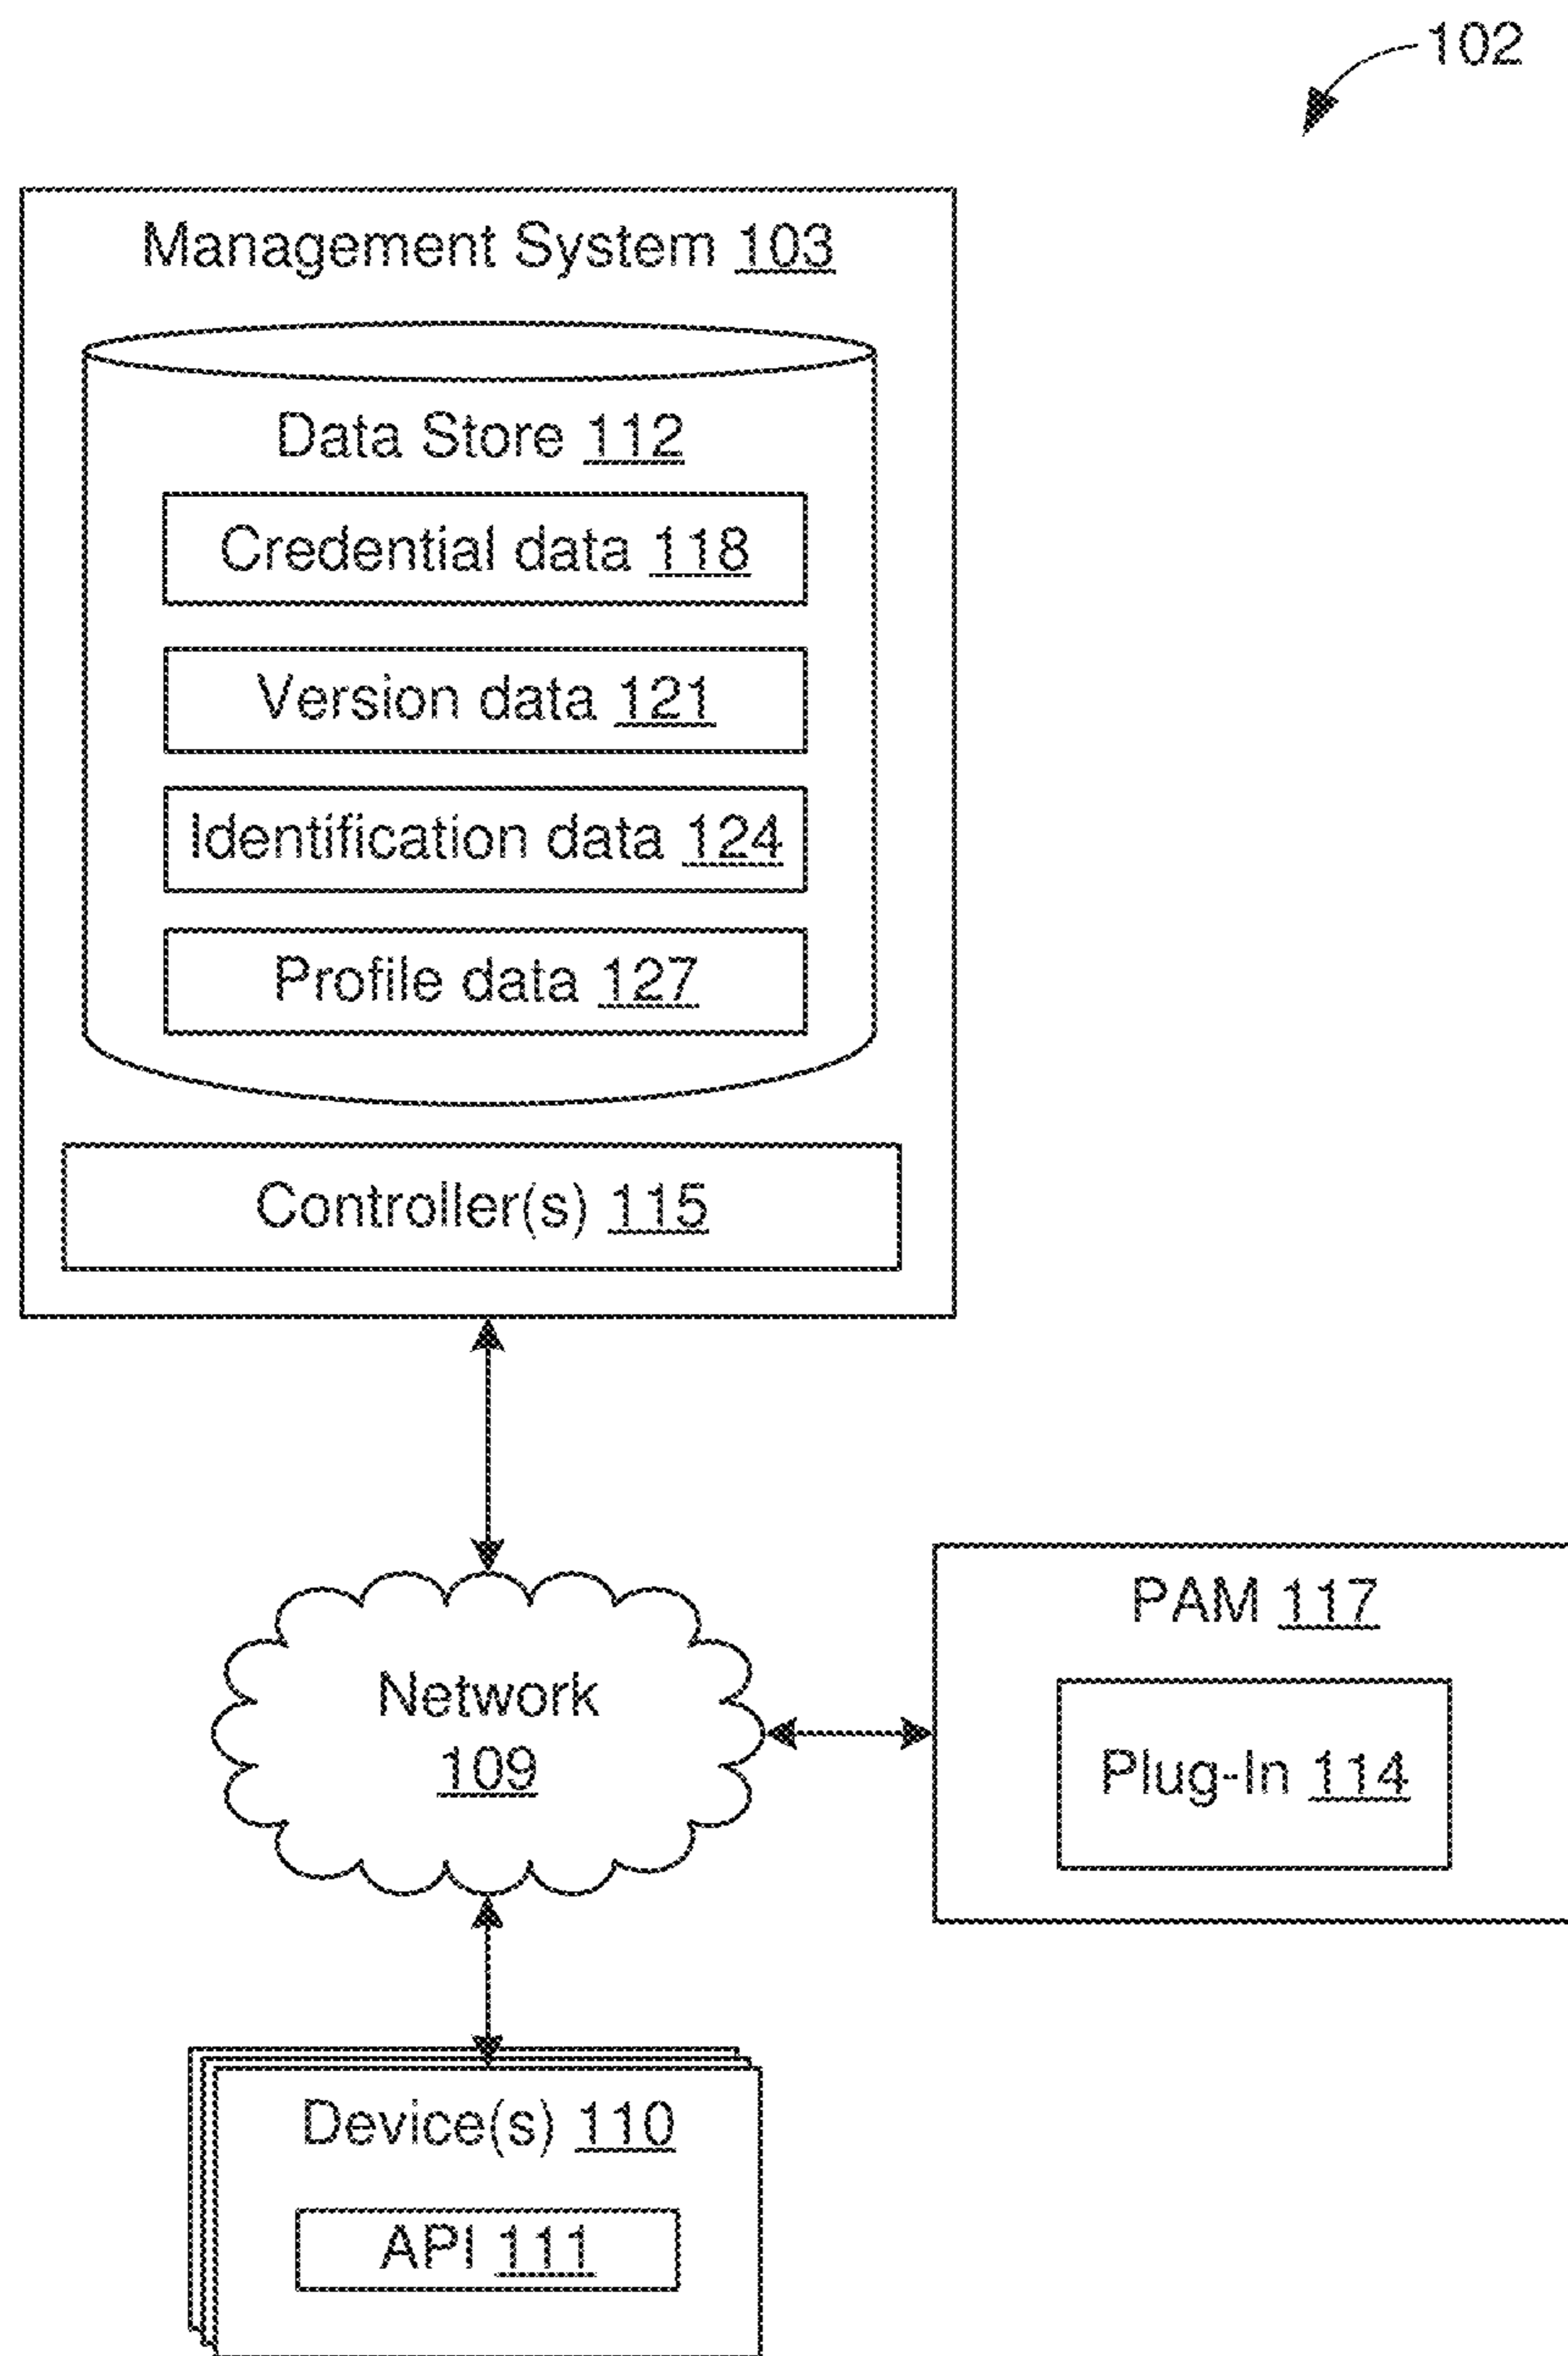 102
Management System 103
Data Store 112
Credential data 118
Version data 121
Identification data 124
Profile data 127
Controller(s) 115
Network
109
PAM 117
Plug-In 114
Device(s) 110
API 111